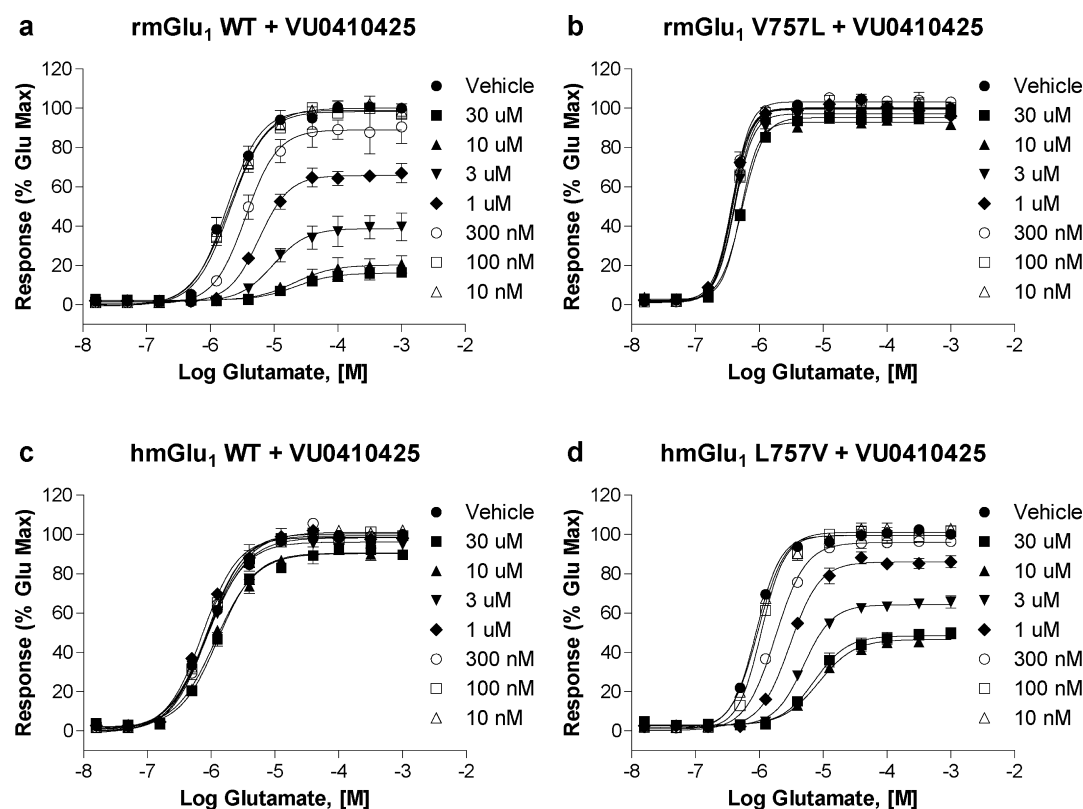 a
rmGlu₁ WT + VU0410425
120
100
80
60
40
20
0
Response (% Glu Max)
-8 -7 -6 -5 -4 -3 -2
Log Glutamate, [M]
Vehicle
30 uM
10 uM
3 uM
1 uM
300 nM
100 nM
10 nM
b
rmGlu₁ V757L + VU0410425
120
100
80
60
40
20
0
Response (% Glu Max)
-8 -7 -6 -5 -4 -3 -2
Log Glutamate, [M]
Vehicle
30 uM
10 uM
3 uM
1 uM
300 nM
100 nM
10 nM
c
hmGlu₁ WT + VU0410425
120
100
80
60
40
20
0
Response (% Glu Max)
-8 -7 -6 -5 -4 -3 -2
Log Glutamate, [M]
Vehicle
30 uM
10 uM
3 uM
1 uM
300 nM
100 nM
10 nM
d
hmGlu₁ L757V + VU0410425
120
100
80
60
40
20
0
Response (% Glu Max)
-8 -7 -6 -5 -4 -3 -2
Log Glutamate, [M]
Vehicle
30 uM
10 uM
3 uM
1 uM
300 nM
100 nM
10 nM